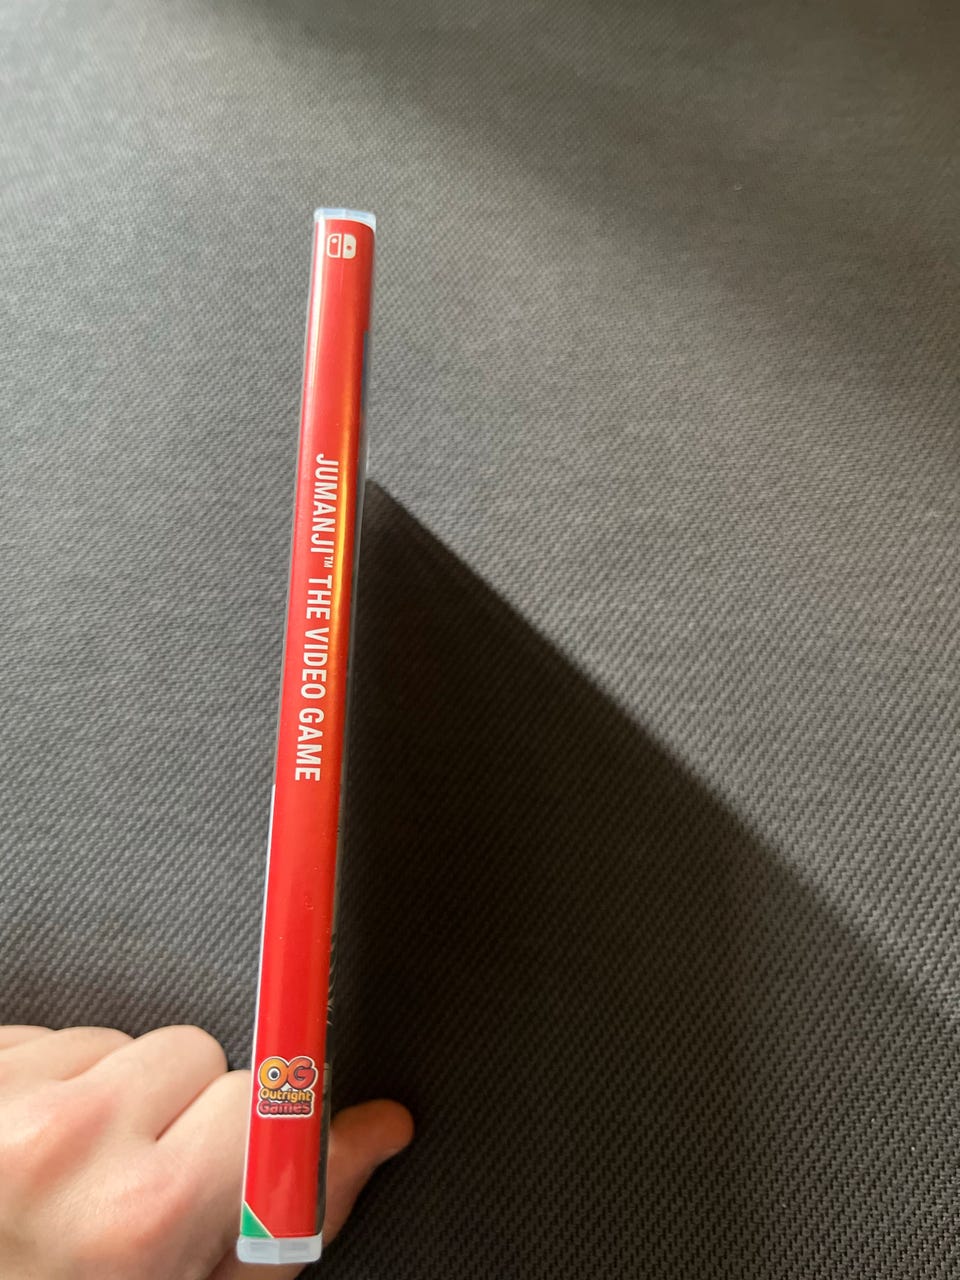 JUMANJI™ THE VIDEO GAME
OG
Outright
Games